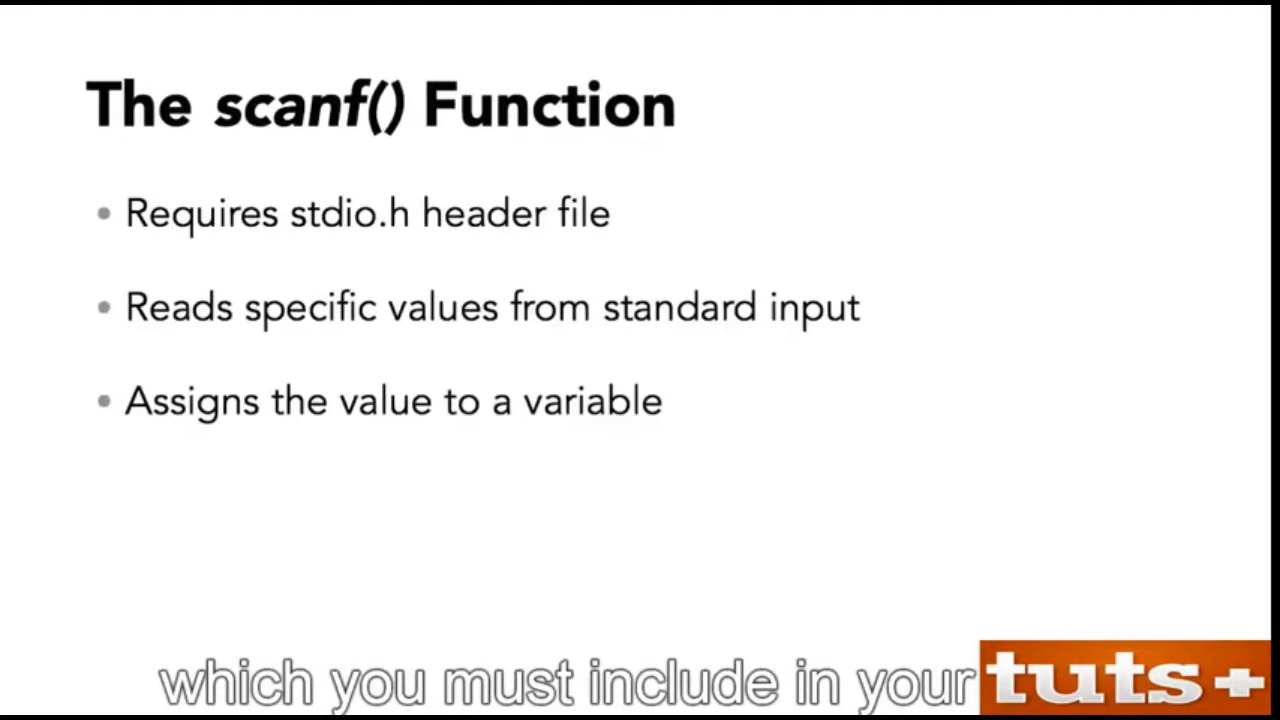 The scanf() Function
• Requires stdio.h header file
• Reads specific values from standard input
• Assigns the value to a variable
which you must include in your
tuts+